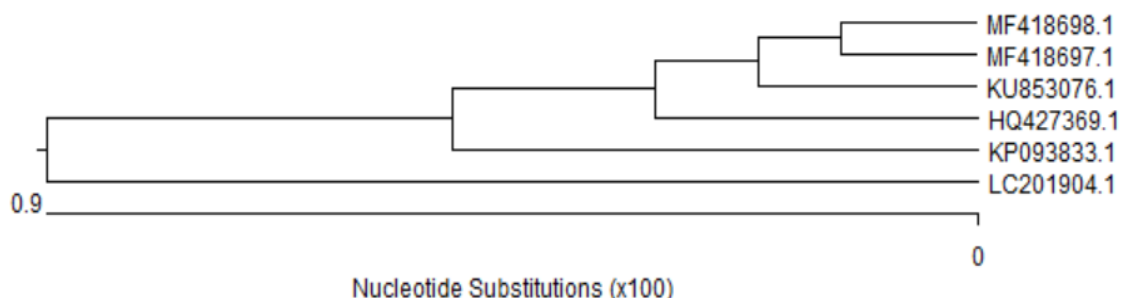 MF418698.1
MF418697.1
KU853076.1
HQ427369.1
KP093833.1
LC201904.1
0.9
0
Nucleotide Substitutions (x100)